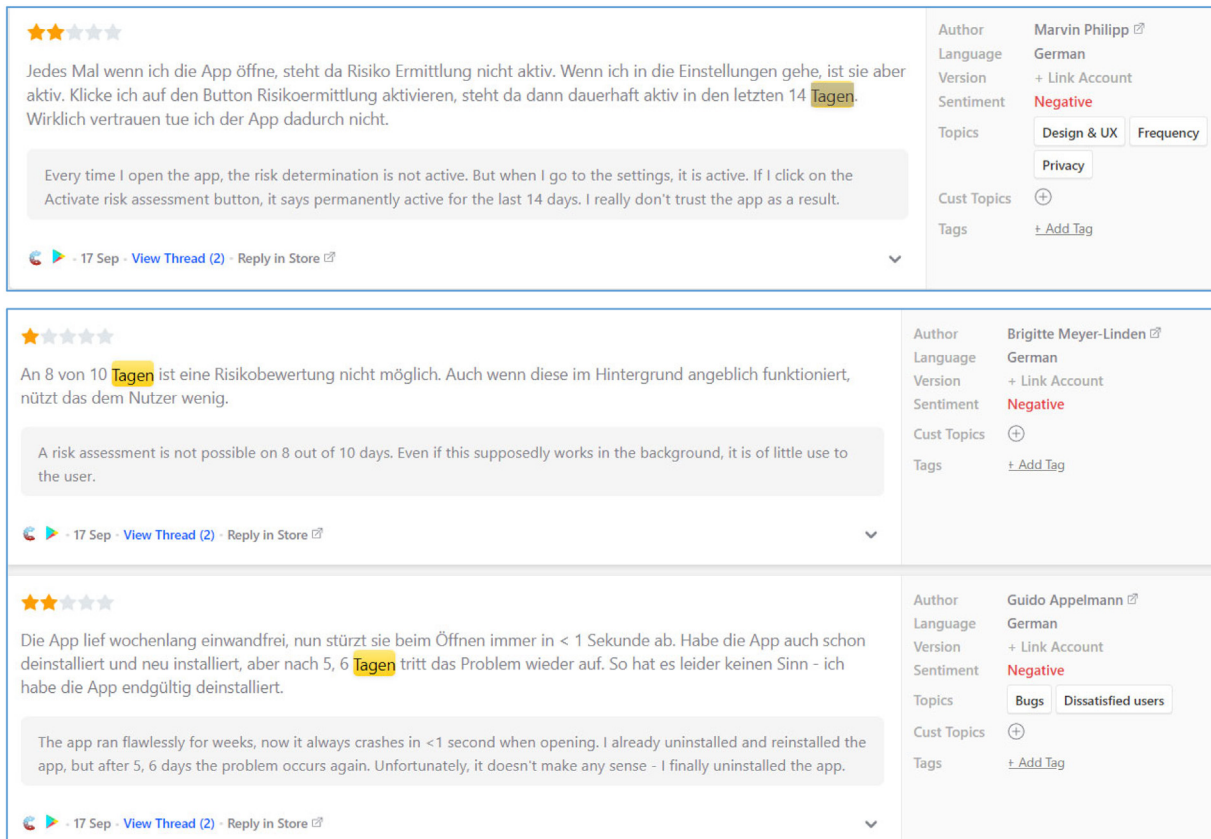 Jedes Mal wenn ich die App öffne, steht da Risiko Ermittlung nicht aktiv. Wenn ich in die Einstellungen gehe, ist sie aber
aktiv. Klicke ich auf den Button Risikoermittlung aktivieren, steht da dann dauerhaft aktiv in den letzten 14 Tagen.
Wirklich vertrauen tue ich der App dadurch nicht.
Every time I open the app, the risk determination is not active. But when I go to the settings, it is active. If I click on the
Activate risk assessment button, it says permanently active for the last 14 days. I really don't trust the app as a result.
17 Sep · View Thread (2) · Reply in Store
Author Marvin Philipp
Language German
Version + Link Account
Sentiment Negative
Topics Design & UX Frequency
Privacy
Cust Topics
Tags + Add Tag
An 8 von 10 Tagen ist eine Risikobewertung nicht möglich. Auch wenn diese im Hintergrund angeblich funktioniert,
nützt das dem Nutzer wenig.
A risk assessment is not possible on 8 out of 10 days. Even if this supposedly works in the background, it is of little use to
the user.
17 Sep · View Thread (2) · Reply in Store
Author Brigitte Meyer-Linden
Language German
Version + Link Account
Sentiment Negative
Cust Topics
Tags + Add Tag
Die App lief wochenlang einwandfrei, nun stürzt sie beim Öffnen immer in < 1 Sekunde ab. Habe die App auch schon
deinstalliert und neu installiert, aber nach 5, 6 Tagen tritt das Problem wieder auf. So hat es leider keinen Sinn - ich
habe die App endgültig deinstalliert.
The app ran flawlessly for weeks, now it always crashes in <1 second when opening. I already uninstalled and reinstalled the
app, but after 5, 6 days the problem occurs again. Unfortunately, it doesn't make any sense - I finally uninstalled the app.
17 Sep · View Thread (2) · Reply in Store
Author Guido Appelmann
Language German
Version + Link Account
Sentiment Negative
Topics Bugs Dissatisfied users
Cust Topics
Tags + Add Tag